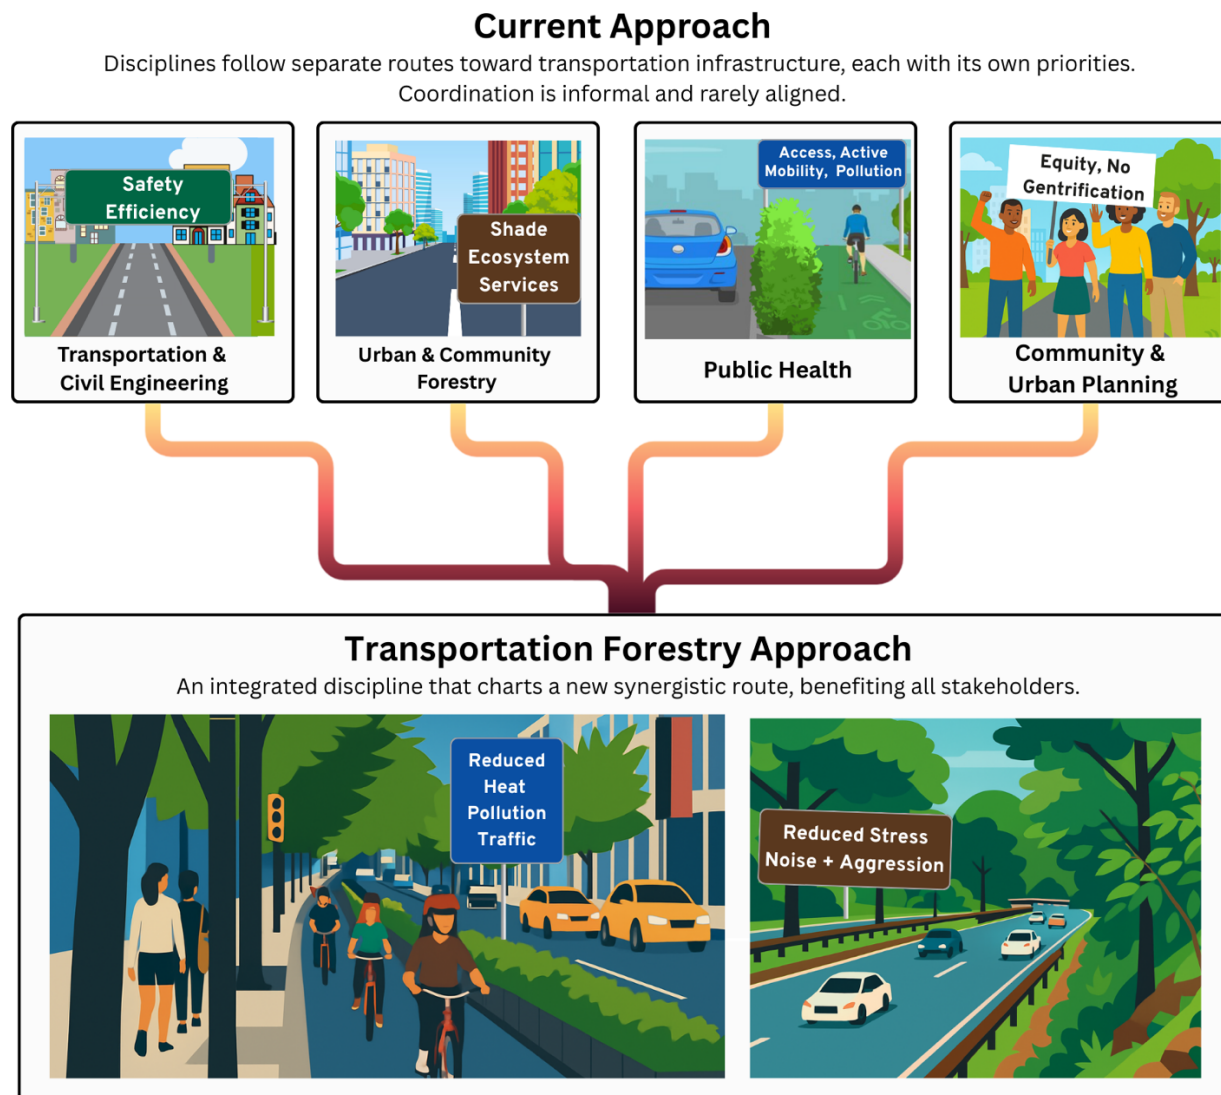 Current Approach
Disciplines follow separate routes toward transportation infrastructure, each with its own priorities.
Coordination is informal and rarely aligned.
Safety
Efficiency
Transportation &
Civil Engineering
Shade
Ecosystem
Services
Urban & Community
Forestry
Access, Active
Mobility, Pollution
Public Health
Equity, No
Gentrification
Community &
Urban Planning
Transportation Forestry Approach
An integrated discipline that charts a new synergistic route, benefiting all stakeholders.
Reduced
Heat
Pollution
Traffic
Reduced Stress
Noise + Aggression